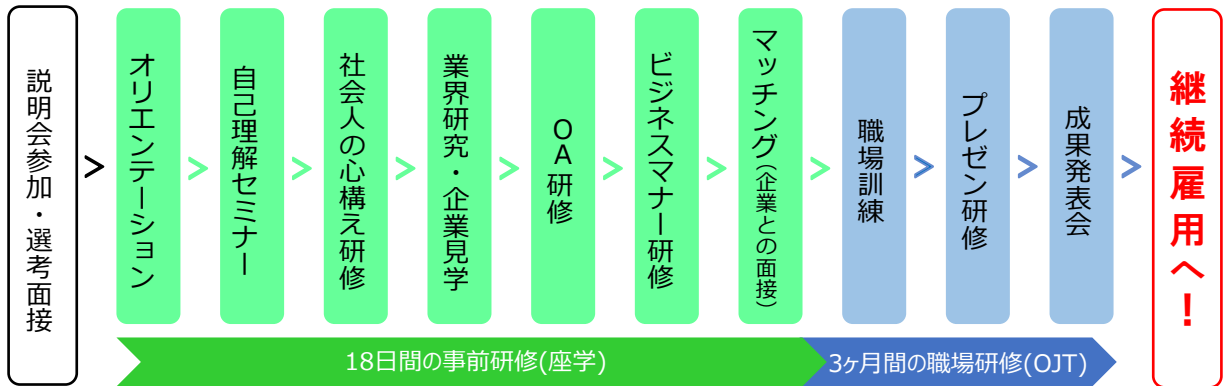 説明会参加・選考面接
>
オリエンテーション
>
自己理解セミナー
>
社会人の心構え研修
>
業界研究・企業見学
>
OA研修
>
ビジネスマナー研修
>
マッチング(企業との面接)
>
職場訓練
>
プレゼン研修
>
成果発表会
>
継続雇用へ!
18日間の事前研修(座学)
3ヶ月間の職場研修(OJT)